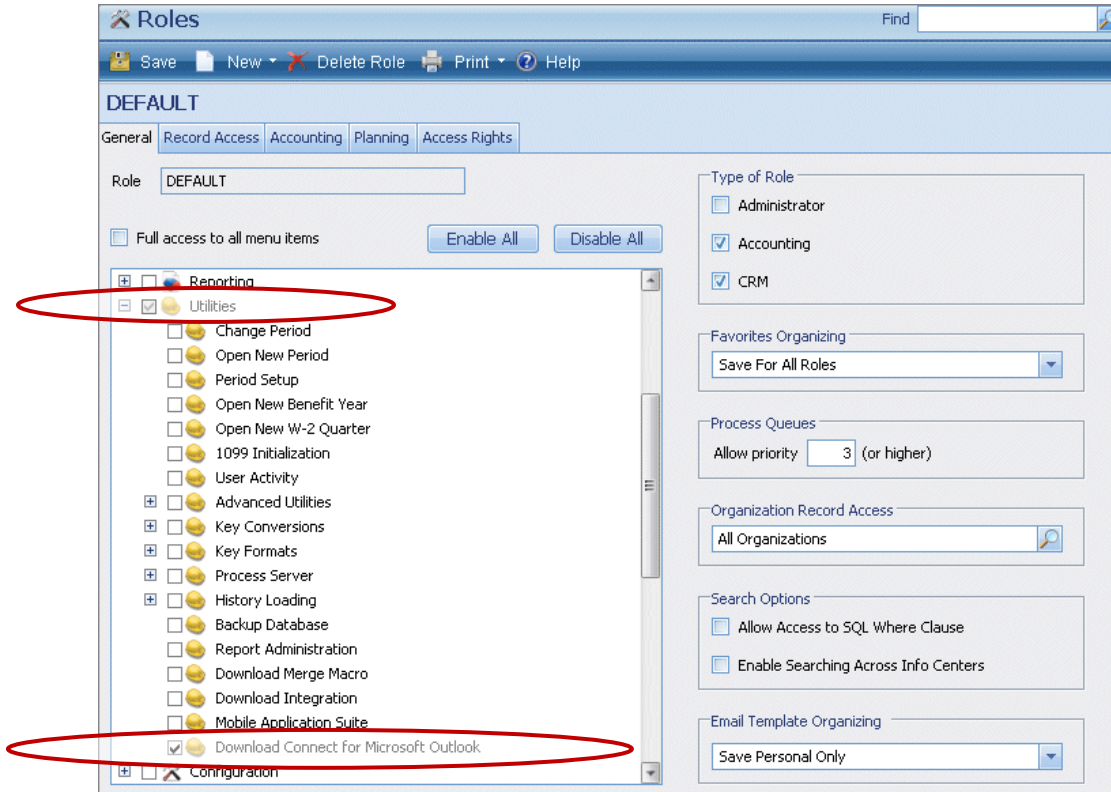 Roles
Find
Save New Delete Role Print Help
DEFAULT
General Record Access Accounting Planning Access Rights
Role DEFAULT
Full access to all menu items Enable All Disable All
Reporting
Utilities
Change Period
Open New Period
Period Setup
Open New Benefit Year
Open New W-2 Quarter
1099 Initialization
User Activity
Advanced Utilities
Key Conversions
Key Formats
Process Server
History Loading
Backup Database
Report Administration
Download Merge Macro
Download Integration
Mobile Application Suite
Download Connect for Microsoft Outlook
Configuration
Type of Role
Administrator
Accounting
CRM
Favorites Organizing
Save For All Roles
Process Queues
Allow priority 3 (or higher)
Organization Record Access
All Organizations
Search Options
Allow Access to SQL Where Clause
Enable Searching Across Info Centers
Email Template Organizing
Save Personal Only